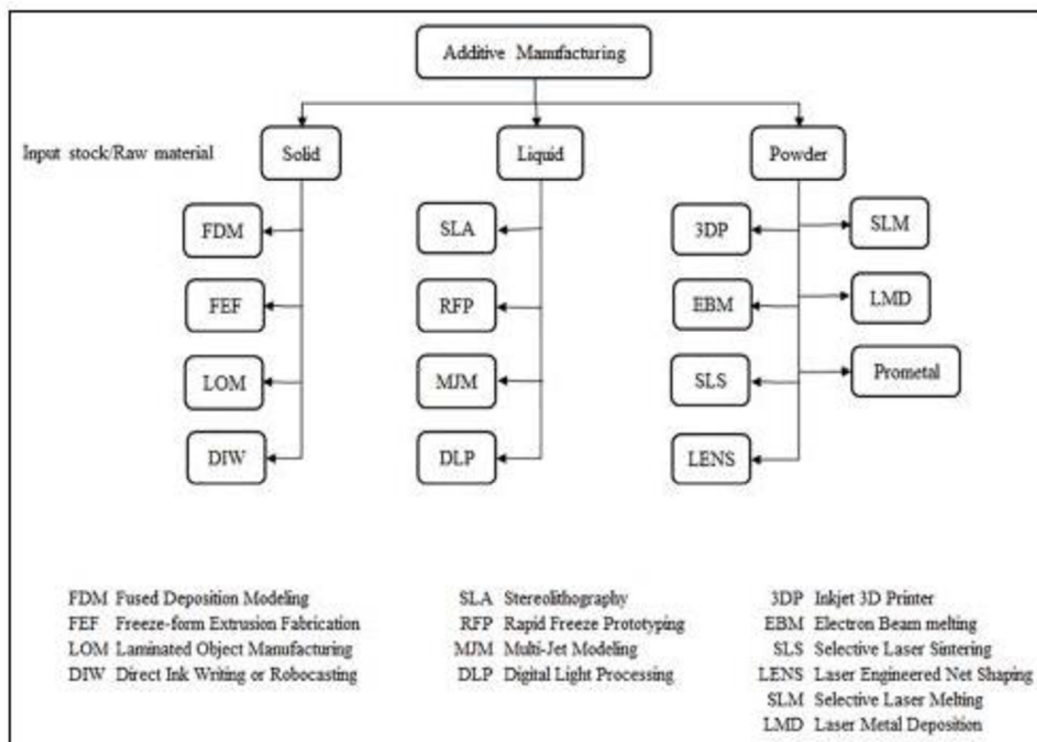 Additive Manufacturing
Input stock/Raw material
Solid
Liquid
Powder
FDM
SLA
3DP
SLM
FEF
RFP
EBM
LMD
LOM
MJM
SLS
Prometal
DIW
DLP
LENS
FDM Fused Deposition Modeling
FEF Freeze-form Extrusion Fabrication
LOM Laminated Object Manufacturing
DIW Direct Ink Writing or Robocasting
SLA Stereolithography
RFP Rapid Freeze Prototyping
MJM Multi-Jet Modeling
DLP Digital Light Processing
3DP Inkjet 3D Printer
EBM Electron Beam melting
SLS Selective Laser Sintering
LENS Laser Engineered Net Shaping
SLM Selective Laser Melting
LMD Laser Metal Deposition